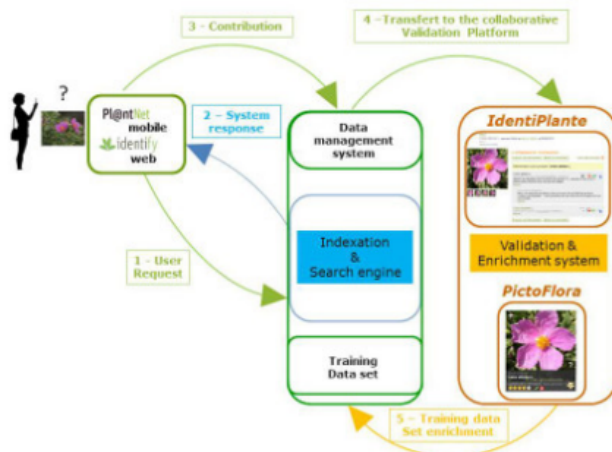 3 - Contribution
4 -Transfert to the collaborative
Validation Platform
?
Pl@ntNet
mobile
identify
web
2 - System
response
Data
management
system
IdentiPlante
1 - User
Request
Indexation
&
Search engine
Validation &
Enrichment system
PictoFlora
Training
Data set
5 - Training data
Set enrichment